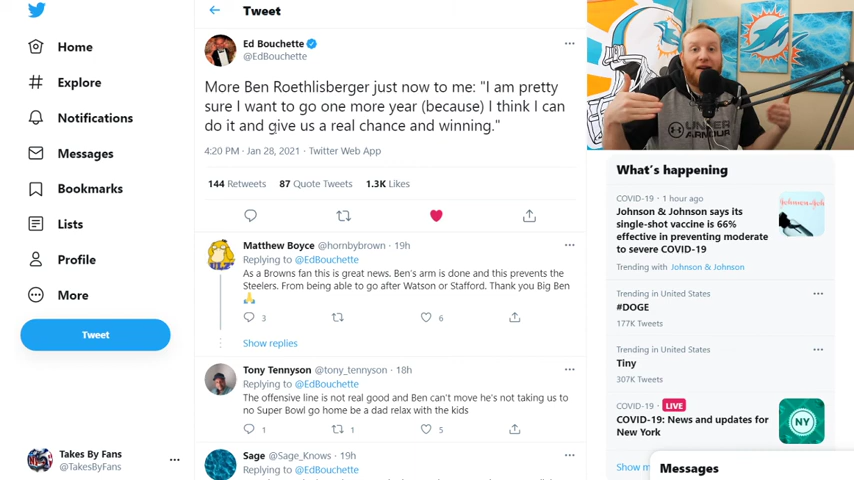 Home
Explore
Notifications
Messages
Bookmarks
Lists
Profile
More
Tweet
Takes By Fans
@TakesByFans
Tweet
Ed Bouchette
@EdBouchette
More Ben Roethlisberger just now to me: "I am pretty
sure I want to go one more year (because) I think I can
do it and give us a real chance and winning."
4:20 PM · Jan 28, 2021 · Twitter Web App
144 Retweets 87 Quote Tweets 1.3K Likes
Matthew Boyce @hornbybrown · 19h
Replying to @EdBouchette
As a Browns fan this is great news. Ben's arm is done and this prevents the
Steelers. From being able to go after Watson or Stafford. Thank you Big Ben
3 6
Show replies
Tony Tennyson @tony_tennyson · 18h
Replying to @EdBouchette
The offensive line is not real good and Ben can't move he's not taking us to
no Super Bowl go home be a dad relax with the kids
1 1 5
Sage @Sage_Knows · 19h
Replying to @EdBouchette
UNDER ARMOUR
What's happening
COVID-19 · 1 hour ago
Johnson & Johnson says its
single-shot vaccine is 66%
effective in preventing moderate
to severe COVID-19
Trending with Johnson & Johnson
Trending in United States
#DOGE
177K Tweets
Trending in United States
Tiny
307K Tweets
COVID-19 · LIVE
COVID-19: News and updates for
New York
NY
Show m
Messages